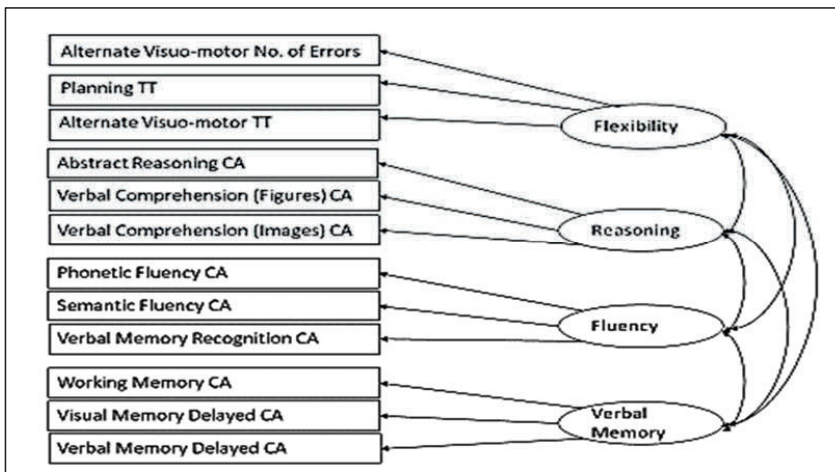 Alternate Visuo-motor No. of Errors
Planning TT
Alternate Visuo-motor TT
Abstract Reasoning CA
Verbal Comprehension (Figures) CA
Verbal Comprehension (Images) CA
Phonetic Fluency CA
Semantic Fluency CA
Verbal Memory Recognition CA
Working Memory CA
Visual Memory Delayed CA
Verbal Memory Delayed CA
Flexibility
Reasoning
Fluency
Verbal
Memory